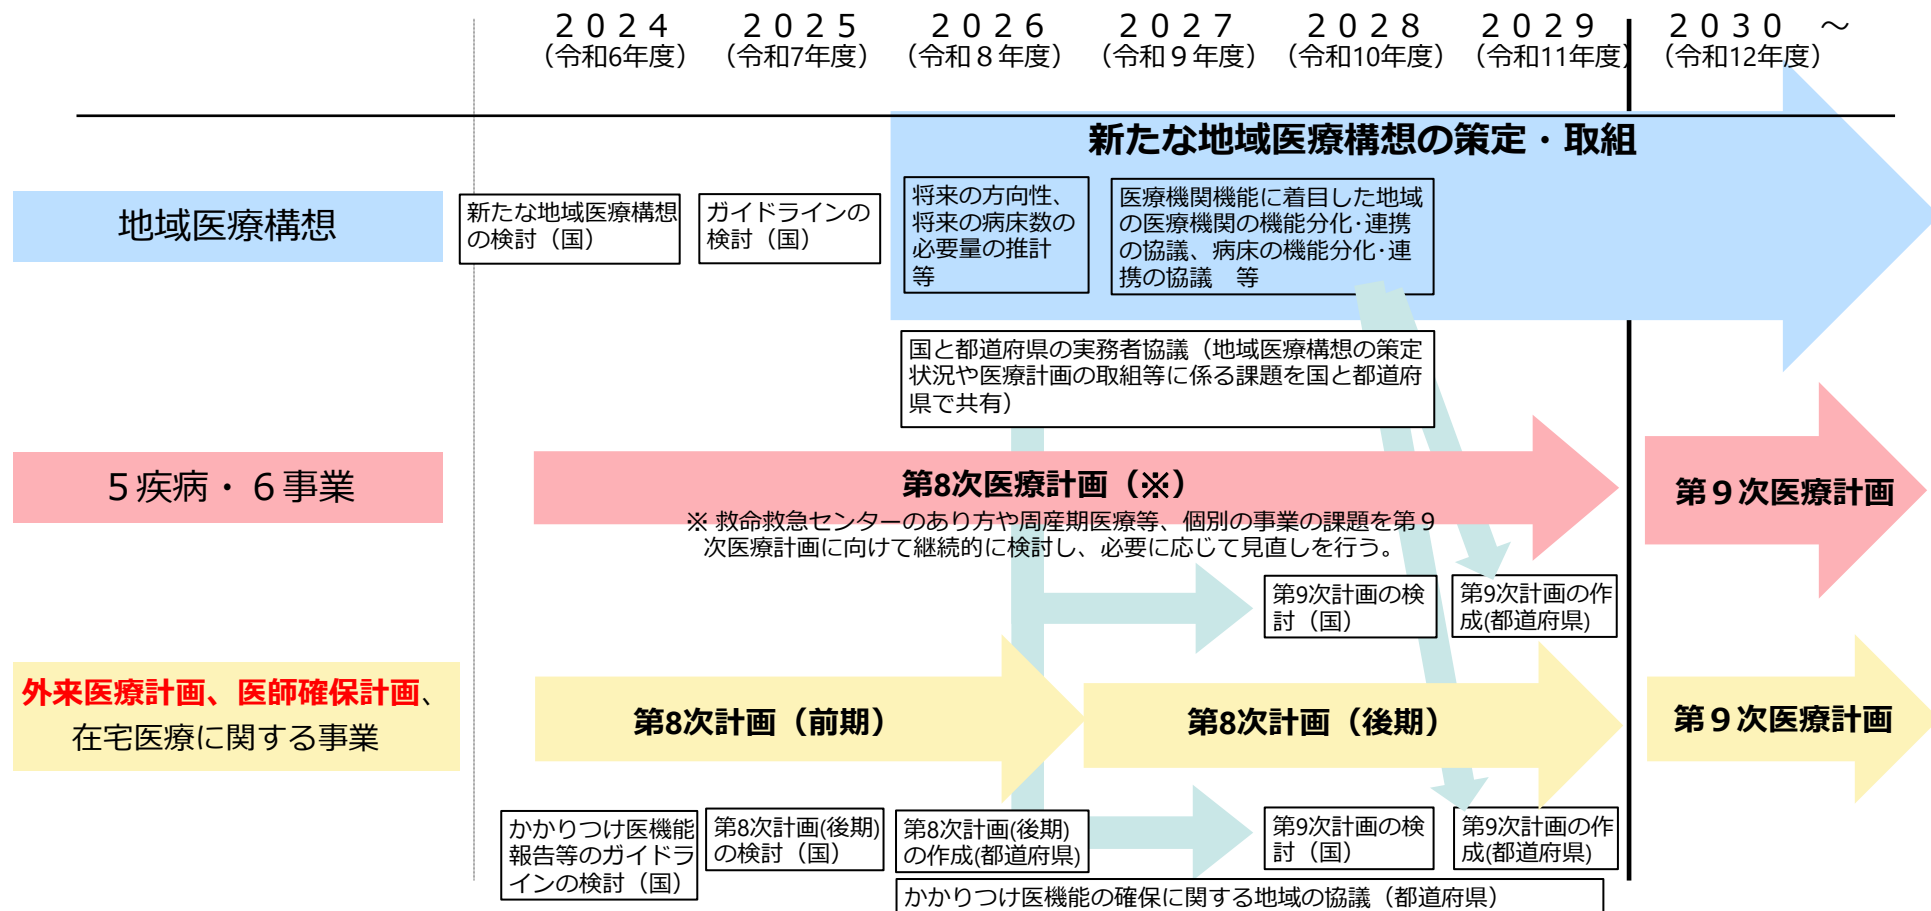 ２０２４ ２０２５ ２０２６ ２０２７ ２０２８ ２０２９ ２０３０ ～
（令和6年度） （令和7年度） （令和８年度） （令和９年度） （令和10年度） （令和11年度） （令和12年度）
新たな地域医療構想の策定・取組
地域医療構想
新たな地域医療構想
の検討（国）
ガイドラインの
検討（国）
将来の方向性、
将来の病床数の
必要量の推計
等
医療機関機能に着目した地域
の医療機関の機能分化･連携
の協議、病床の機能分化･連
携の協議　等
国と都道府県の実務者協議（地域医療構想の策定
状況や医療計画の取組等に係る課題を国と都道府
県で共有）
５疾病・６事業
第8次医療計画（※）
※ 救命救急センターのあり方や周産期医療等、個別の事業の課題を第９
次医療計画に向けて継続的に検討し、必要に応じて見直しを行う。
第９次医療計画
第9次計画の検
討（国）
第9次計画の作
成(都道府県)
外来医療計画、医師確保計画、
在宅医療に関する事業
第8次計画（前期）
第8次計画（後期）
第９次医療計画
かかりつけ医機能
報告等のガイドラ
インの検討（国）
第8次計画(後期)
の検討（国）
第8次計画(後期)
の作成(都道府県)
第9次計画の検
討（国）
第9次計画の作
成(都道府県)
かかりつけ医機能の確保に関する地域の協議（都道府県）